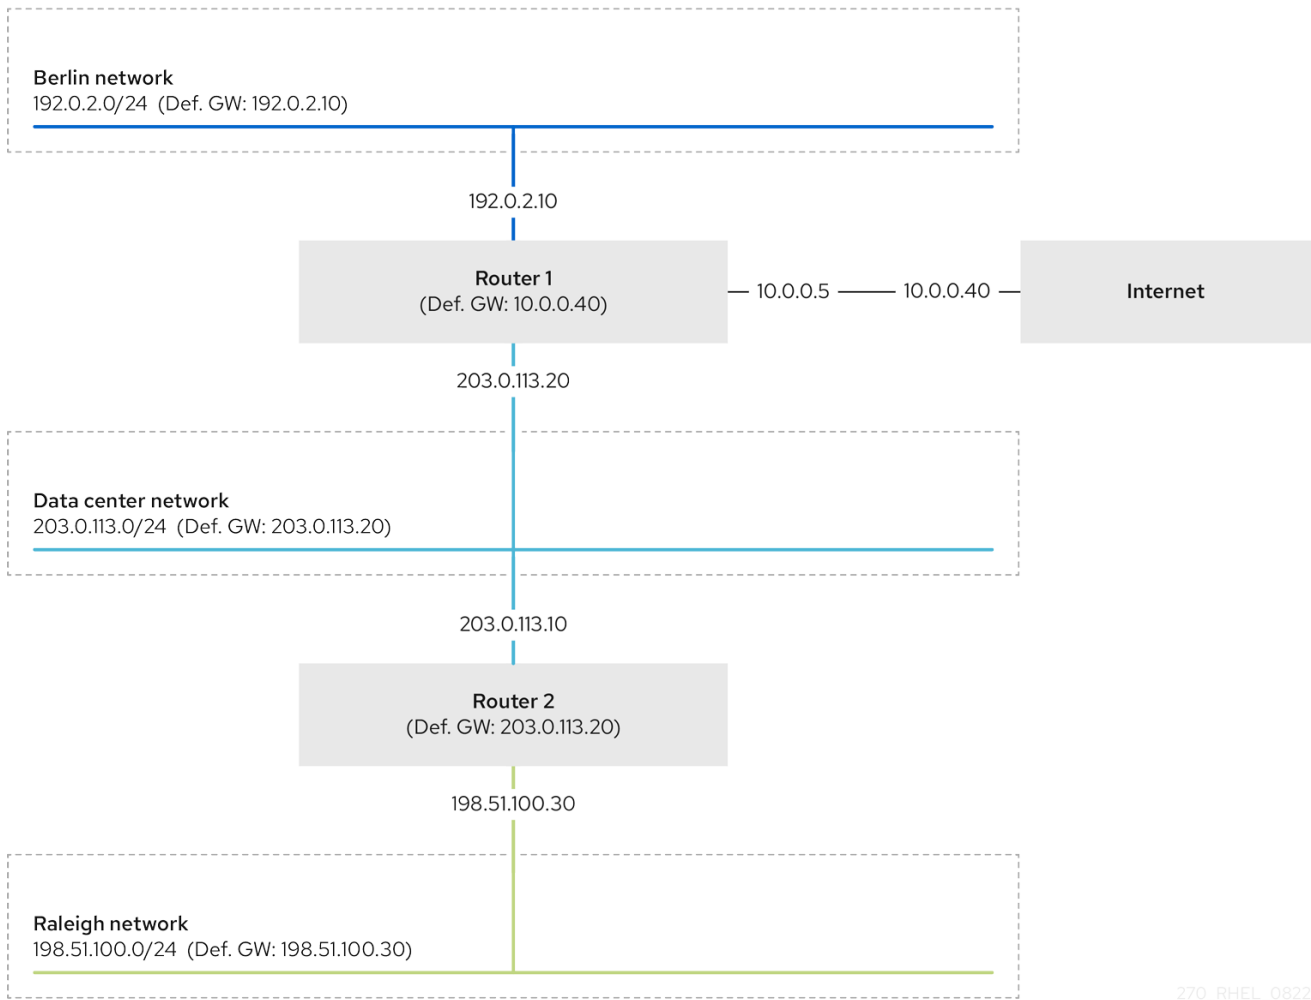 Berlin network
192.0.2.0/24 (Def. GW: 192.0.2.10)
192.0.2.10
Router 1
(Def. GW: 10.0.0.40)
10.0.0.5
10.0.0.40
Internet
203.0.113.20
Data center network
203.0.113.0/24 (Def. GW: 203.0.113.20)
203.0.113.10
Router 2
(Def. GW: 203.0.113.20)
198.51.100.30
Raleigh network
198.51.100.0/24 (Def. GW: 198.51.100.30)
270_RHEL_0822